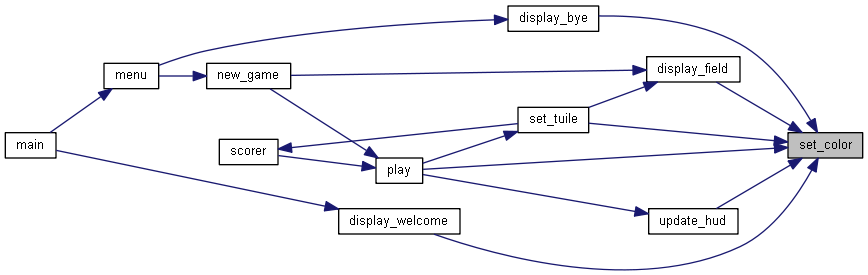 display_bye
menu
new_game
display_field
set_tuile
main
scorer
play
set_color
display_welcome
update_hud